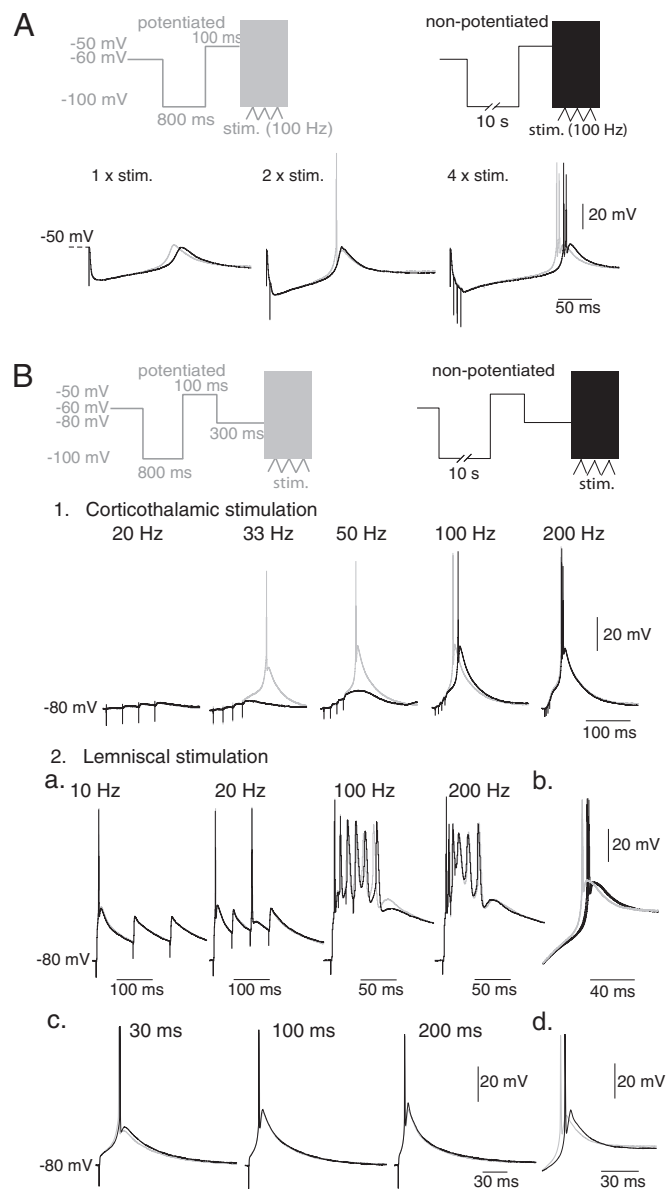 A
potentiated
non-potentiated
100 ms
-50 mV
-60 mV
-100 mV
800 ms
stim. (100 Hz)
10 s
stim. (100 Hz)
1 x stim.
2 x stim.
4 x stim.
20 mV
-50 mV
50 ms
B
potentiated
non-potentiated
100 ms
-50 mV
-60 mV
-80 mV
300 ms
-100 mV
800 ms
stim.
10 s
stim.
1. Corticothalamic stimulation
20 Hz
33 Hz
50 Hz
100 Hz
200 Hz
20 mV
-80 mV
100 ms
2. Lemniscal stimulation
a.
b.
10 Hz
20 Hz
100 Hz
200 Hz
20 mV
-80 mV
100 ms
100 ms
50 ms
50 ms
40 ms
c.
d.
30 ms
100 ms
200 ms
20 mV
20 mV
-80 mV
30 ms
30 ms